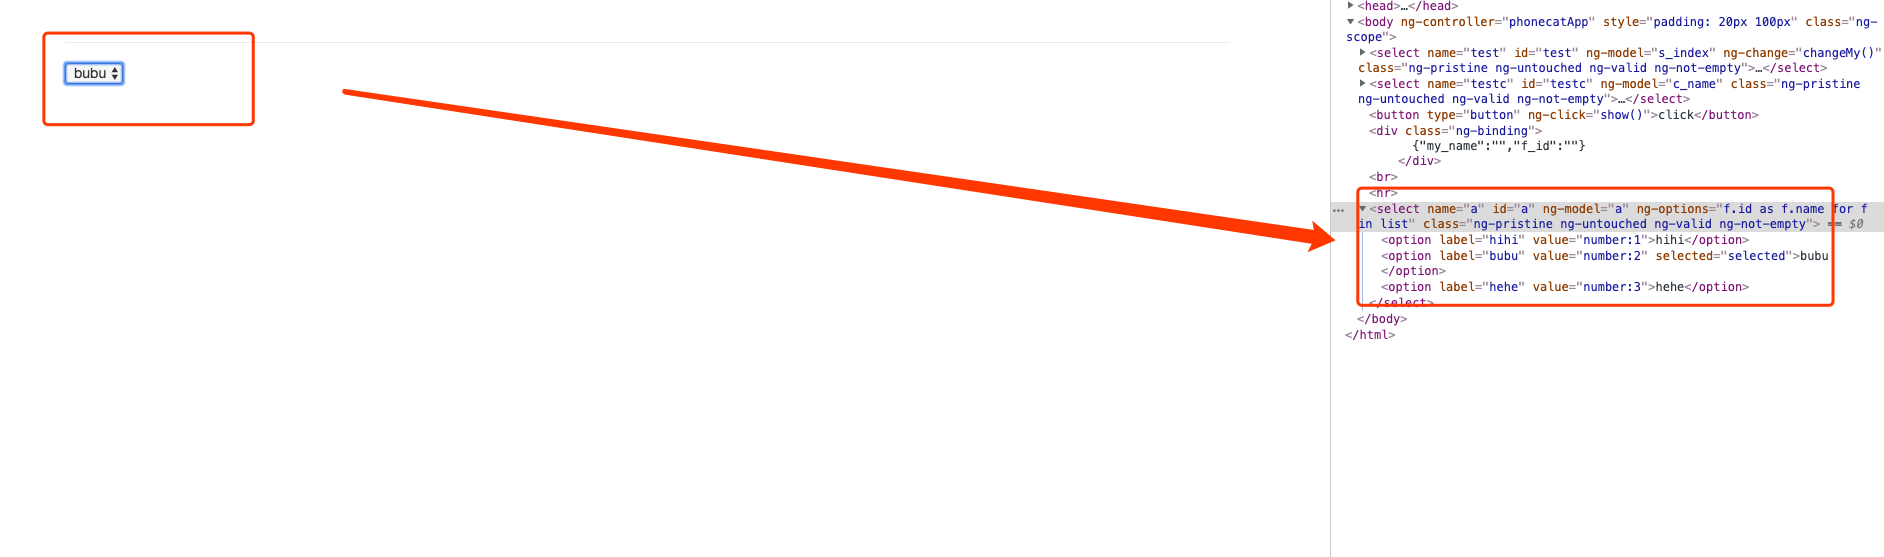 bubu
<head>…</head>
<body ng-controller="phonecatApp" style="padding: 20px 100px" class="ng-
scope">
<select name="test" id="test" ng-model="s_index" ng-change="changeMy()"
class="ng-pristine ng-untouched ng-valid ng-not-empty">…</select>
<select name="testc" id="testc" ng-model="c_name" class="ng-pristine
ng-untouched ng-valid ng-not-empty">…</select>
<button type="button" ng-click="show()">click</button>
<div class="ng-binding">
{"my_name":"","f_id":""}
</div>
<br>
<hr>
<select name="a" id="a" ng-model="a" ng-options="f.id as f.name for f
in list" class="ng-pristine ng-untouched ng-valid ng-not-empty"> == $0
<option label="hihi" value="number:1">hihi</option>
<option label="bubu" value="number:2" selected="selected">bubu
</option>
<option label="hehe" value="number:3">hehe</option>
</select>
</body>
</html>